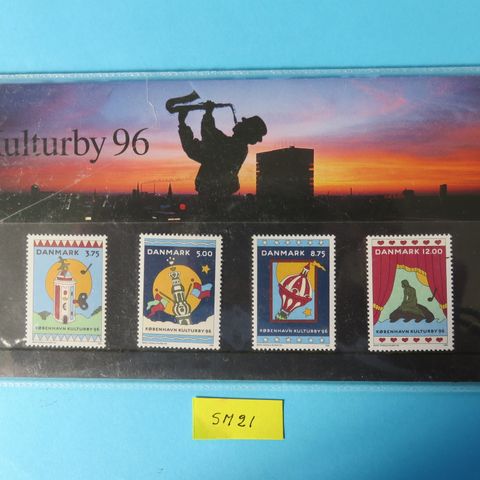 Kulturby 96
DANMARK 3.75
KØBENHAVN KULTURBY 96
DANMARK 5.00
KØBENHAVN KULTURBY 96
DANMARK 8.75
KØBENHAVN KULTURBY 96
DANMARK 12.00
KØBENHAVN KULTURBY 96
SM21